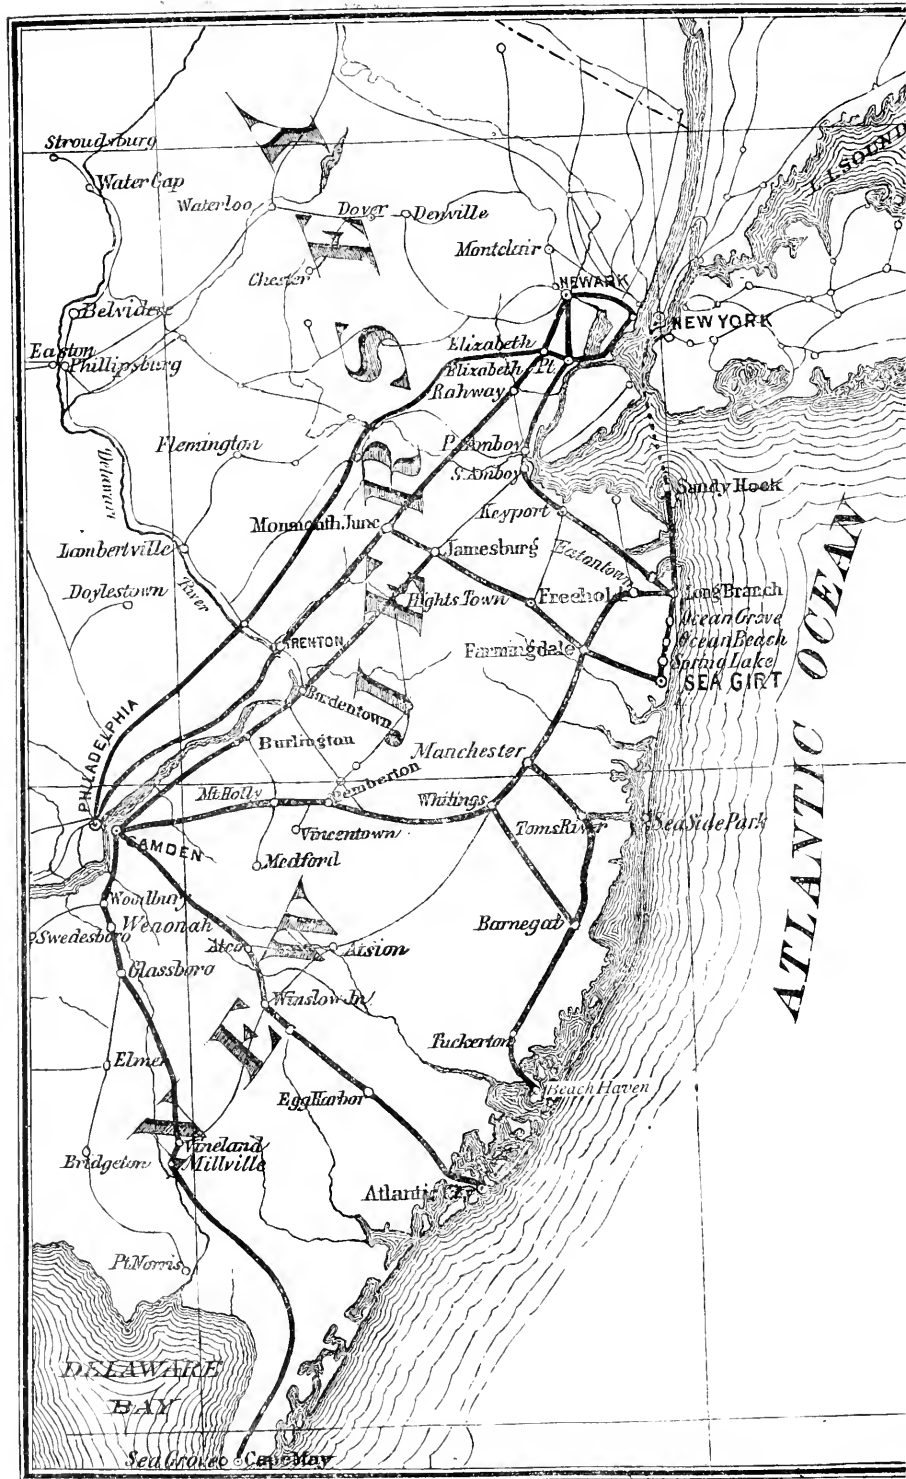 Stroudsburg
Water Gap
Waterloo
Dover
Denville
Montclair
Chester
NEWARK
L. I. SOUND
Belvidere
NEW YORK
Easton
Phillipsburg
Elizabeth
Elizabeth Pt.
Rahway
Flemington
P. Amboy
S. Amboy
Sandy Hook
Delaware
River
Keyport
Monmouth Junc.
Lambertville
Jamesburg
Eatontown
Doylestown
Hights Town
Freehold
Long Branch
Ocean Grove
TRENTON
Farmingdale
Ocean Beach
Spring Lake
SEA GIRT
Bordentown
PHILADELPHIA
Burlington
Manchester
Pemberton
Mt. Holly
Whitings
Vincentown
Toms River
Sea Side Park
CAMDEN
Medford
Woodbury
Wenonah
Swedesboro
Atco
Atsion
Barnegat
Glassboro
Winslow Jn.
Tuckerton
Elmer
Egg Harbor
Beach Haven
Vineland
Millville
Bridgeton
Atlantic City
Pt. Norris
DELAWARE
BAY
Sea Grove
Cape May
NEW JERSEY
ATLANTIC OCEAN